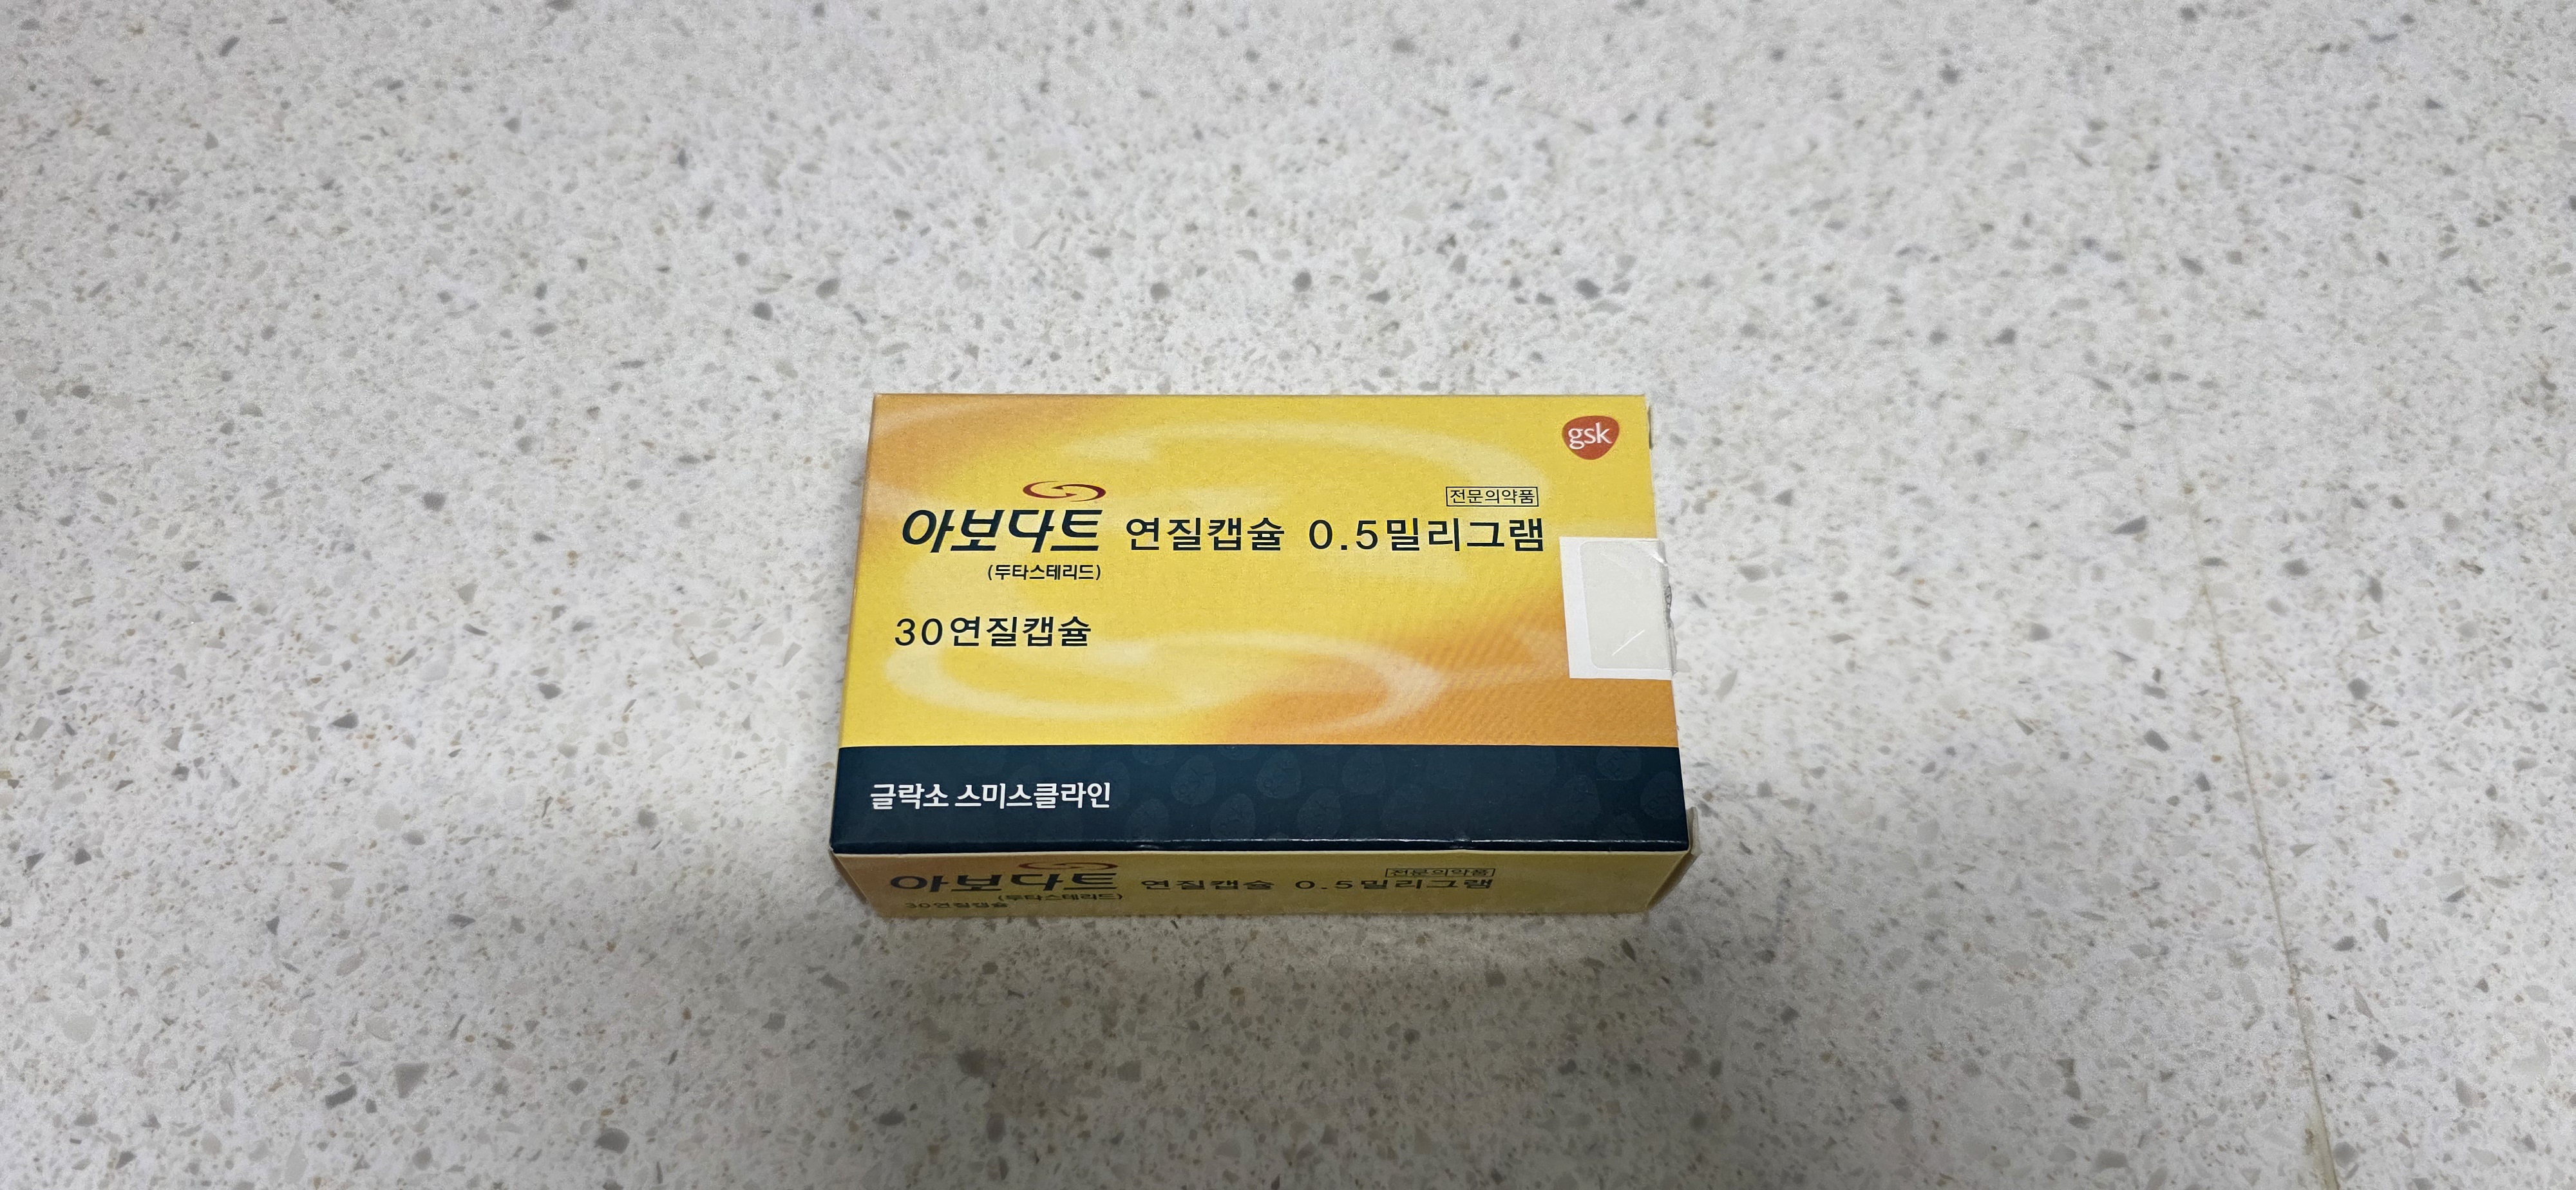 gsk
전문의약품
아보다트 연질캡슐 0.5밀리그램
(두타스테리드)
30연질캡슐
글락소 스미스클라인
전문의약품
아보다트 연질캡슐 0.5밀리그램
(두타스테리드)
30연질캡슐